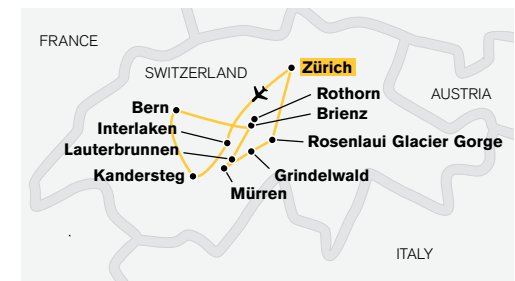 FRANCE
Zürich
SWITZERLAND
Rothorn
AUSTRIA
Bern
Brienz
Interlaken
Rosenlaui Glacier Gorge
Lauterbrunnen
Kandersteg
Grindelwald
Mürren
ITALY